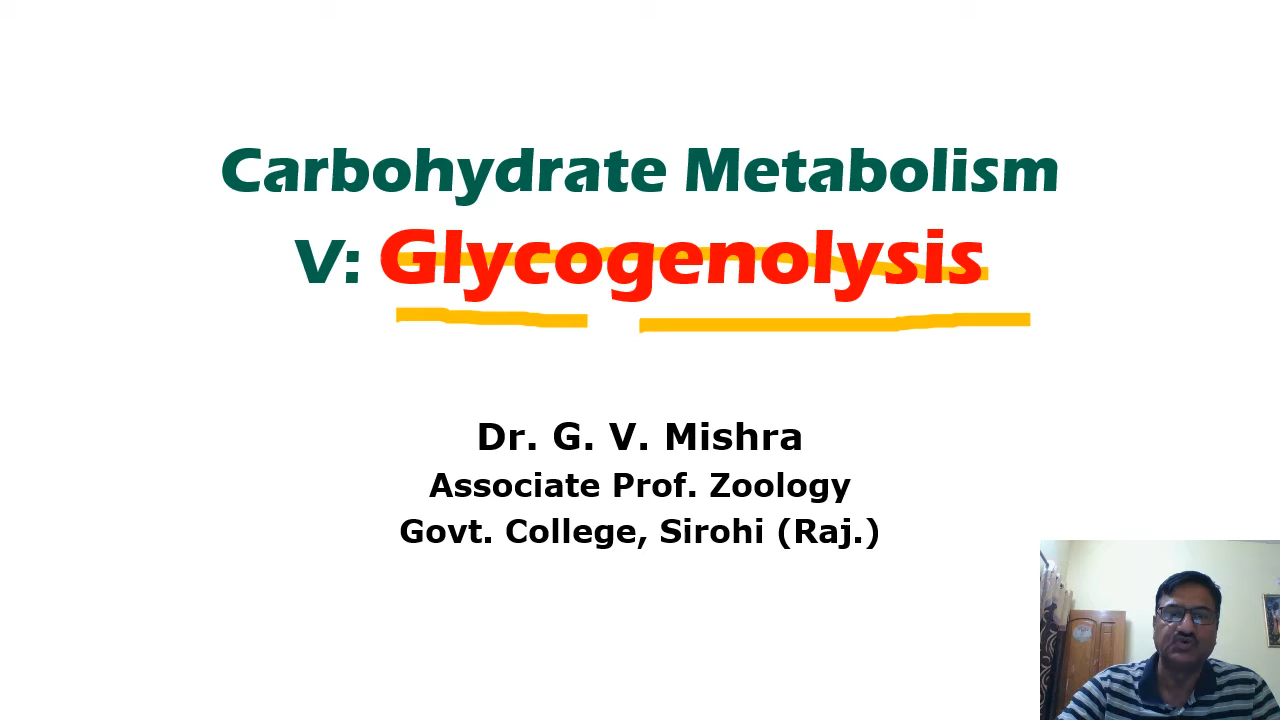 Carbohydrate Metabolism
V: Glycogenolysis
Dr. G. V. Mishra
Associate Prof. Zoology
Govt. College, Sirohi (Raj.)